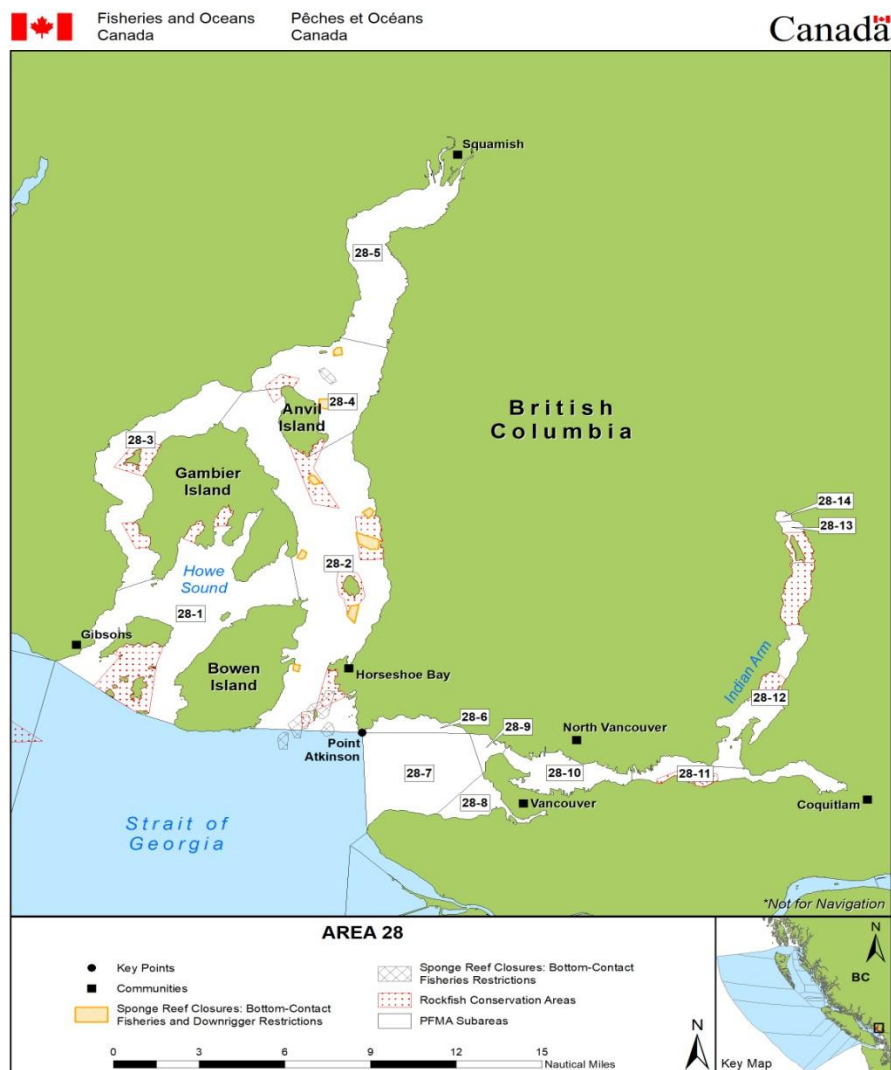 Fisheries and Oceans
Canada
Pêches et Océans
Canada
Canada
Squamish
28-5
28-4
Anvil
Island
British
Columbia
28-3
Gambier
Island
28-14
28-13
28-2
Howe
Sound
28-1
Gibsons
Bowen
Island
Horseshoe Bay
Indian Arm
28-12
28-6
28-9
North Vancouver
Point
Atkinson
28-7
28-10
28-11
28-8
Vancouver
Coquitlam
Strait of
Georgia
*Not for Navigation
AREA 28
Key Points
Communities
Sponge Reef Closures: Bottom-Contact
Fisheries and Downrigger Restrictions
Sponge Reef Closures: Bottom-Contact
Fisheries Restrictions
Rockfish Conservation Areas
PFMA Subareas
0 3 6 9 12 15
Nautical Miles
N
N
BC
Key Map